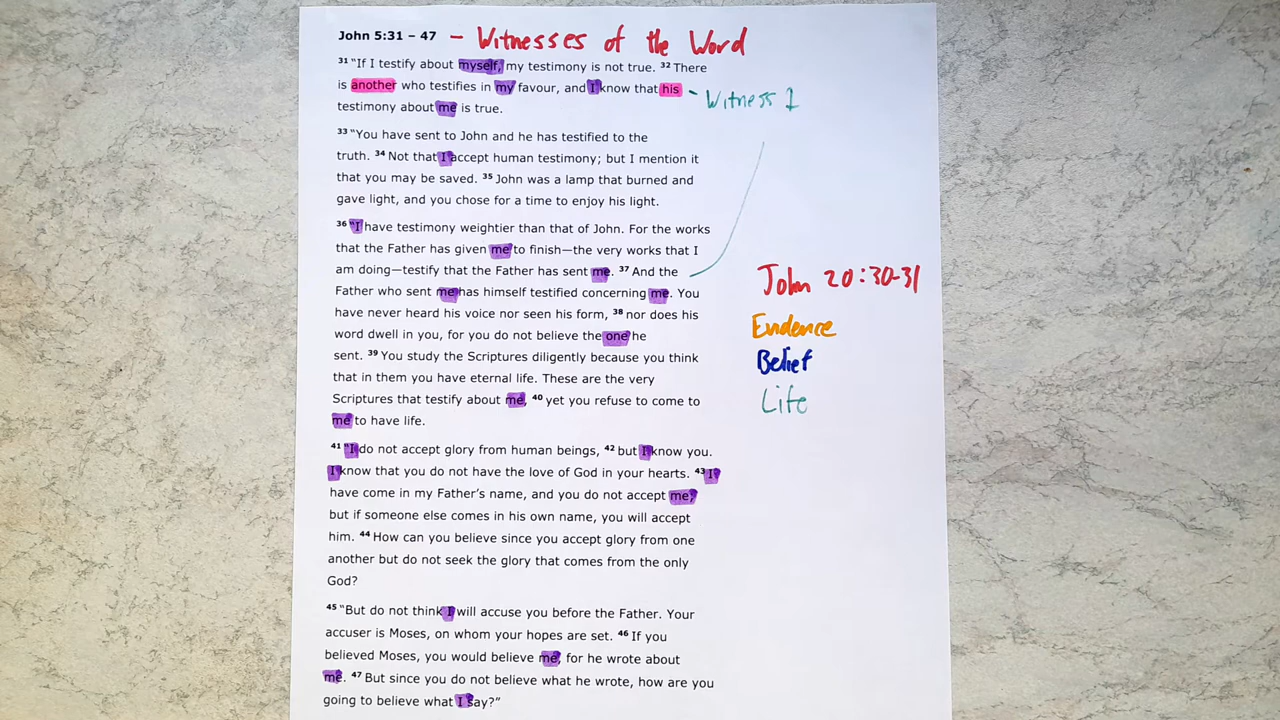 John 5:31 – 47 - Witnesses of the Word
31 "If I testify about myself, my testimony is not true. 32 There
is another who testifies in my favour, and I know that his - Witness 1
testimony about me is true.
33 "You have sent to John and he has testified to the
truth. 34 Not that I accept human testimony; but I mention it
that you may be saved. 35 John was a lamp that burned and
gave light, and you chose for a time to enjoy his light.
36 "I have testimony weightier than that of John. For the works
that the Father has given me to finish—the very works that I
am doing—testify that the Father has sent me. 37 And the
Father who sent me has himself testified concerning me. You
have never heard his voice nor seen his form, 38 nor does his
word dwell in you, for you do not believe the one he
sent. 39 You study the Scriptures diligently because you think
that in them you have eternal life. These are the very
Scriptures that testify about me, 40 yet you refuse to come to
me to have life.
John 20:30-31
Evidence
Belief
Life
41 "I do not accept glory from human beings, 42 but I know you.
I know that you do not have the love of God in your hearts. 43 I
have come in my Father's name, and you do not accept me;
but if someone else comes in his own name, you will accept
him. 44 How can you believe since you accept glory from one
another but do not seek the glory that comes from the only
God?
45 "But do not think I will accuse you before the Father. Your
accuser is Moses, on whom your hopes are set. 46 If you
believed Moses, you would believe me, for he wrote about
me. 47 But since you do not believe what he wrote, how are you
going to believe what I say?"